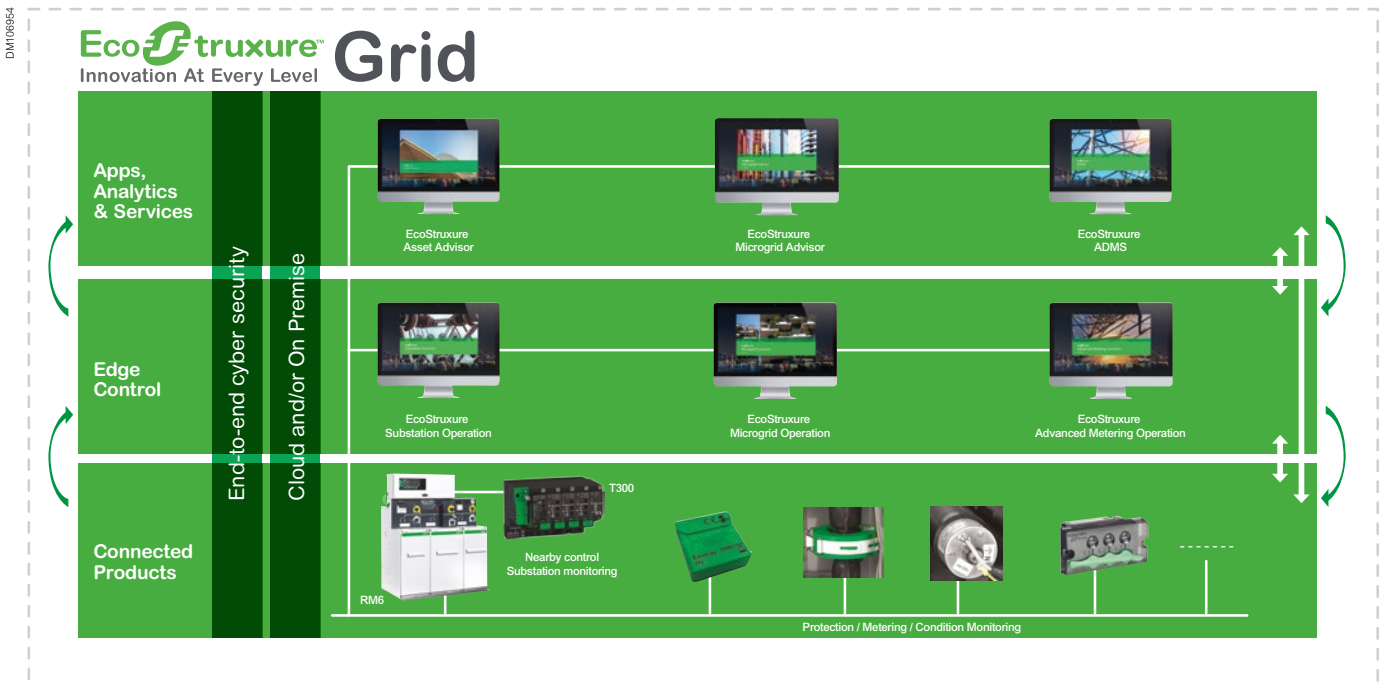 DM106954
EcoStruxure™
Innovation At Every Level
Grid
Apps,
Analytics
& Services
End-to-end cyber security
Cloud and/or On Premise
EcoStruxure
Asset Advisor
EcoStruxure
Microgrid Advisor
EcoStruxure
ADMS
Edge
Control
EcoStruxure
Substation Operation
EcoStruxure
Microgrid Operation
EcoStruxure
Advanced Metering Operation
Connected
Products
RM6
T300
Nearby control
Substation monitoring
Protection / Metering / Condition Monitoring